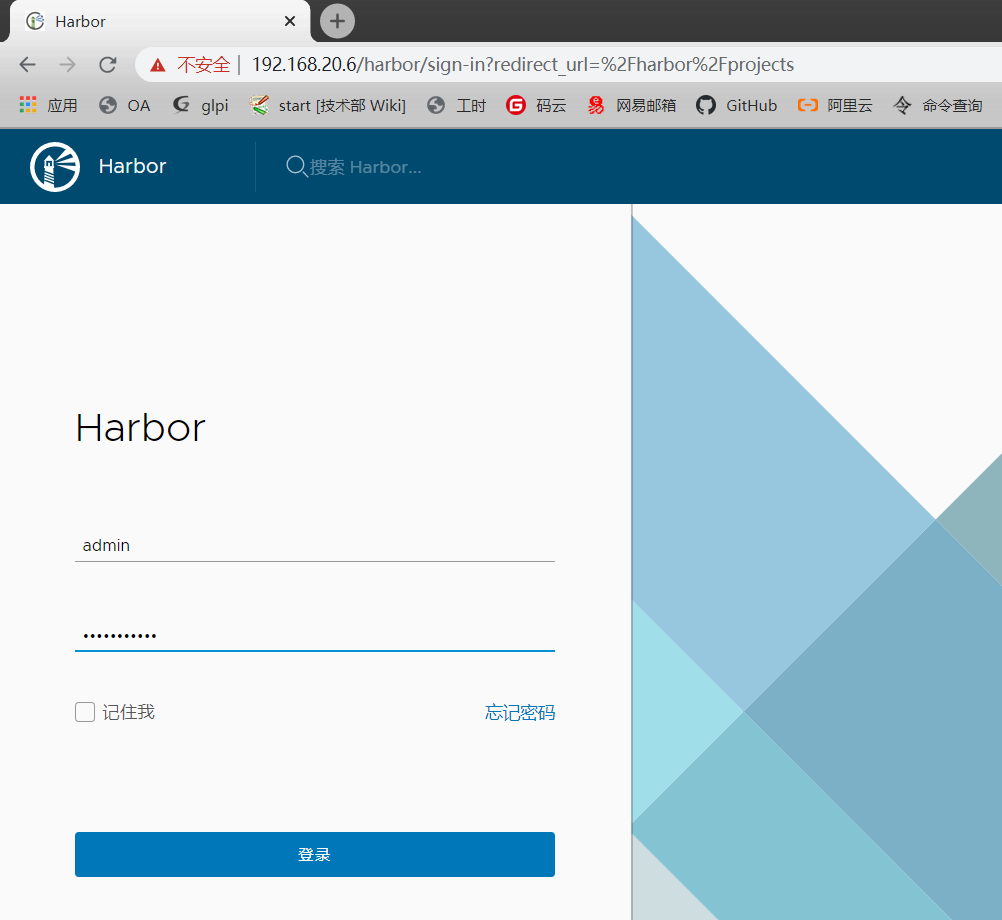 Harbor
不安全 192.168.20.6/harbor/sign-in?redirect_url=%2Fharbor%2Fprojects
应用 OA glpi start [技术部 Wiki] 工时 码云 网易邮箱 GitHub 阿里云 命令查询
Harbor 搜索 Harbor...
Harbor
admin
•••••••••••
记住我 忘记密码
登录